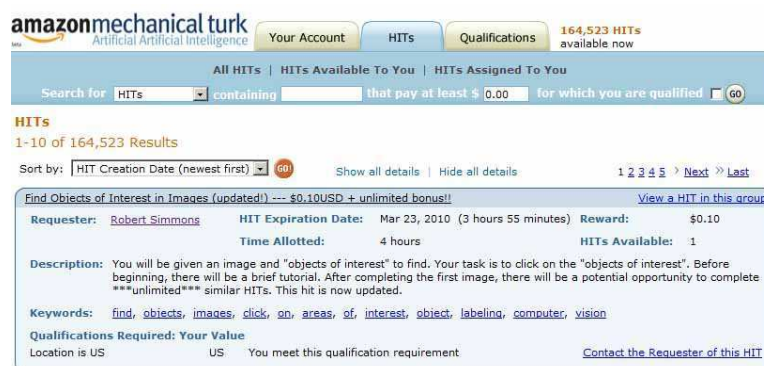 amazonmechanical turk
beta Artificial Artificial Intelligence
Your Account HITs Qualifications 164,523 HITs
available now
All HITs | HITs Available To You | HITs Assigned To You
Search for HITs containing that pay at least $ 0.00 for which you are qualified GO
HITs
1-10 of 164,523 Results
Sort by: HIT Creation Date (newest first) GO! Show all details | Hide all details 1 2 3 4 5 › Next » Last
Find Objects of Interest in Images (updated!) --- $0.10USD + unlimited bonus!! View a HIT in this group
Requester: Robert Simmons HIT Expiration Date: Mar 23, 2010 (3 hours 55 minutes) Reward: $0.10
Time Allotted: 4 hours HITs Available: 1
Description: You will be given an image and "objects of interest" to find. Your task is to click on the "objects of interest". Before
beginning, there will be a brief tutorial. After completing the first image, there will be a potential opportunity to complete
***unlimited*** similar HITs. This hit is now updated.
Keywords: find, objects, images, click, on, areas, of, interest, object, labeling, computer, vision
Qualifications Required: Your Value
Location is US US You meet this qualification requirement Contact the Requester of this HIT